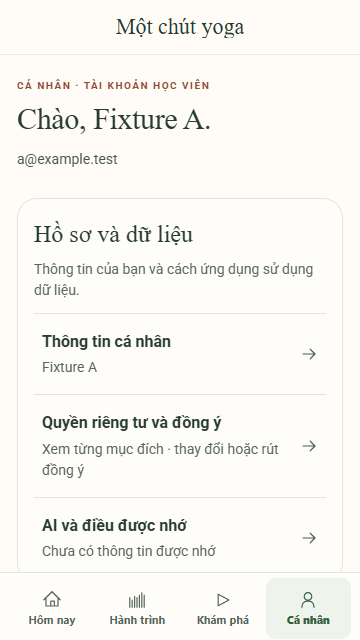 Một chút yoga
CÁ NHÂN · TÀI KHOẢN HỌC VIÊN
Chào, Fixture A.
a@example.test
Hồ sơ và dữ liệu
Thông tin của bạn và cách ứng dụng sử dụng
dữ liệu.
Thông tin cá nhân
Fixture A
Quyền riêng tư và đồng ý
Xem từng mục đích · thay đổi hoặc rút
đồng ý
AI và điều được nhớ
Chưa có thông tin được nhớ
Hôm nay
Hành trình
Khám phá
Cá nhân